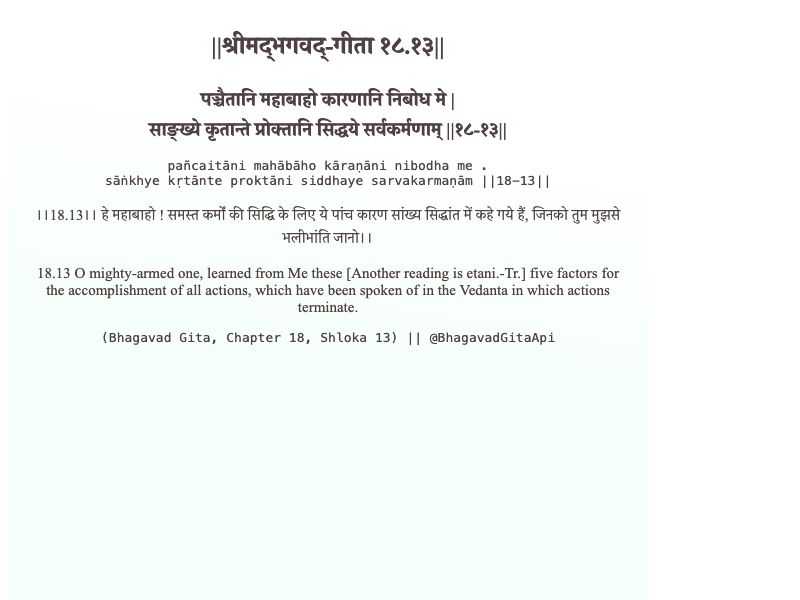 ||श्रीमद्‍भगवद्-गीता १८.१३||
पञ्चैतानि महाबाहो कारणानि निबोध मे |
साङ्ख्ये कृतान्ते प्रोक्तानि सिद्धये सर्वकर्मणाम् ||१८-१३||
pañcaitāni mahābāho kāraṇāni nibodha me .
sāṅkhye kṛtānte proktāni siddhaye sarvakarmaṇām ||18-13||
।।18.13।। हे महाबाहो ! समस्त कर्मों की सिद्धि के लिए ये पांच कारण सांख्य सिद्धांत में कहे गये हैं, जिनको तुम मुझसे
भलीभांति जानो।।
18.13 O mighty-armed one, learned from Me these [Another reading is etani.-Tr.] five factors for
the accomplishment of all actions, which have been spoken of in the Vedanta in which actions
terminate.
(Bhagavad Gita, Chapter 18, Shloka 13) || @BhagavadGitaApi